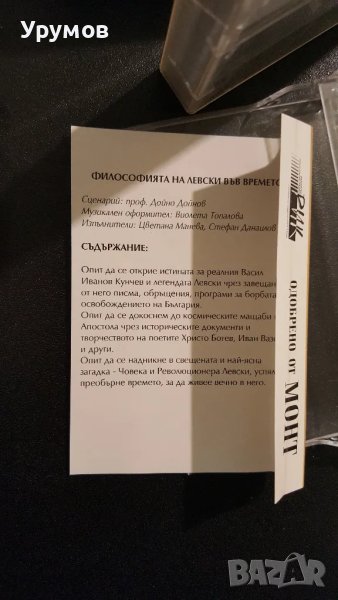 Урумов
ФИЛОСОФИЯТА НА ЛЕВСКИ ВЪВ ВРЕМЕТО
Сценарий: проф. Дойно Дойнов
Музикален оформител: Виолета Топалова
Изпълнители: Цветана Манева, Стефан Данаилов
СЪДЪРЖАНИЕ:
Опит да се открие истината за реалния Васил
Иванов Кунчев и легендата Левски чрез завещан
от него писма, обръщения, програми за борбата
освобождението на България.
Опит да се докоснем до космическите мащаби
Апостола чрез историческите документи и
творчеството на поетите Христо Ботев, Иван Вазо
и други.
Опит да се надникне в свещената и най-ясна
загадка - Човека и Революционера Левски, успял
преобърне времето, за да живее вечно в него.
ОДОБРЕНО ОТ МОНТ
BAZAR